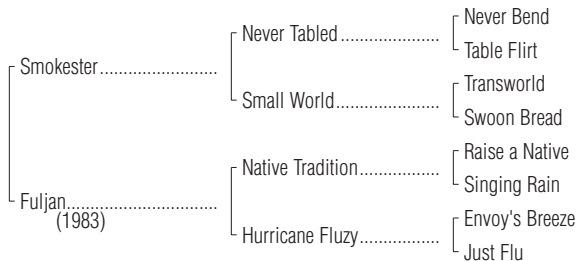 Never Bend
Never Tabled....................
Table Flirt
Smokester........................
Transworld
Small World.....................
Swoon Bread
Raise a Native
Native Tradition................
Singing Rain
Fuljan...............................
(1983)
Envoy's Breeze
Hurricane Fluzy................
Just Flu